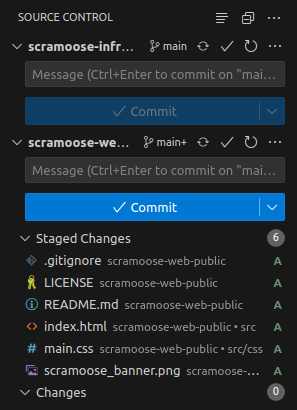 SOURCE CONTROL
scramoose-infr... main
Message (Ctrl+Enter to commit on "mai...
Commit
scramoose-we... main+
Message (Ctrl+Enter to commit on "mai...
Commit
Staged Changes 6
.gitignore scramoose-web-public A
LICENSE scramoose-web-public A
README.md scramoose-web-public A
index.html scramoose-web-public • src A
main.css scramoose-web-public • src/css A
scramoose_banner.png scramoose-... A
Changes 0